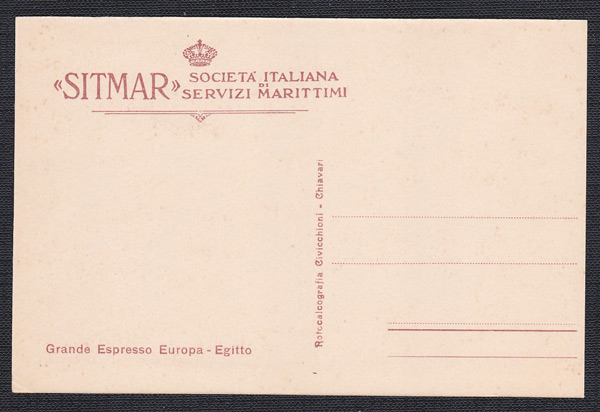 «SITMAR» SOCIETÀ ITALIANA
DI
SERVIZI MARITTIMI
Rotocalcografia Civicchioni - Chiavari
Grande Espresso Europa - Egitto